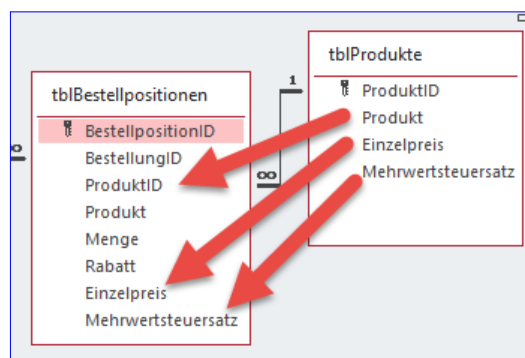 tblBestellpositionen
BestellpositionID
BestellungID
ProduktID
Produkt
Menge
Rabatt
Einzelpreis
Mehrwertsteuersatz
∞
∞
1
tblProdukte
ProduktID
Produkt
Einzelpreis
Mehrwertsteuersatz